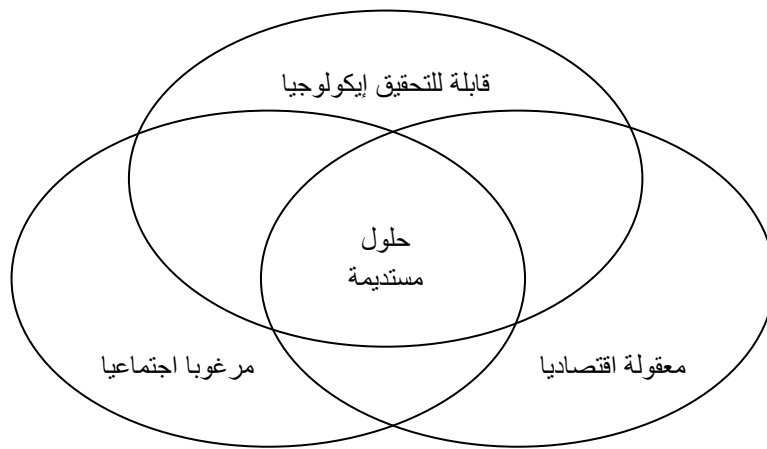 قابلة للتحقيق إيكولوجيا
حلول
مستديمة
معقولة اقتصاديا
مرغوبا اجتماعيا